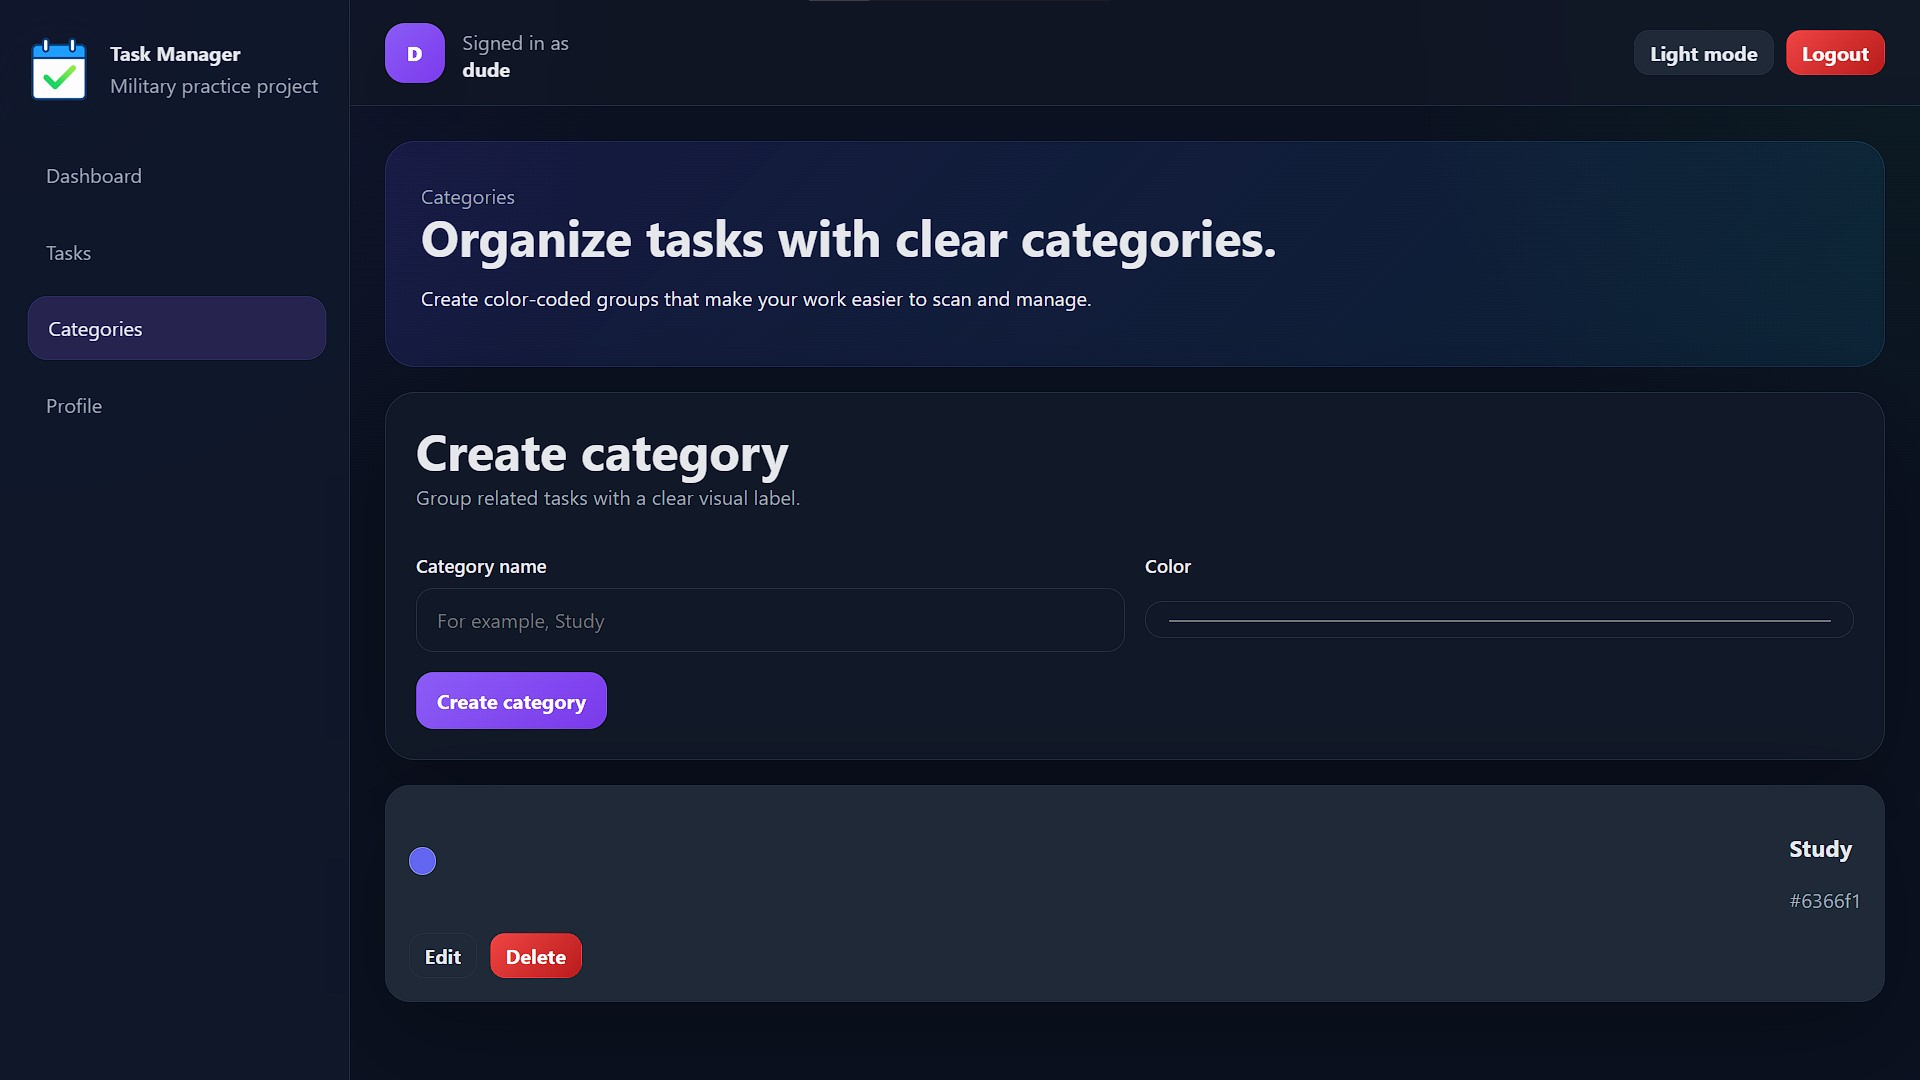 Task Manager
Military practice project
Dashboard
Tasks
Categories
Profile
D
Signed in as
dude
Light mode
Logout
Categories
Organize tasks with clear categories.
Create color-coded groups that make your work easier to scan and manage.
Create category
Group related tasks with a clear visual label.
Category name
For example, Study
Color
Create category
Study
#6366f1
Edit
Delete